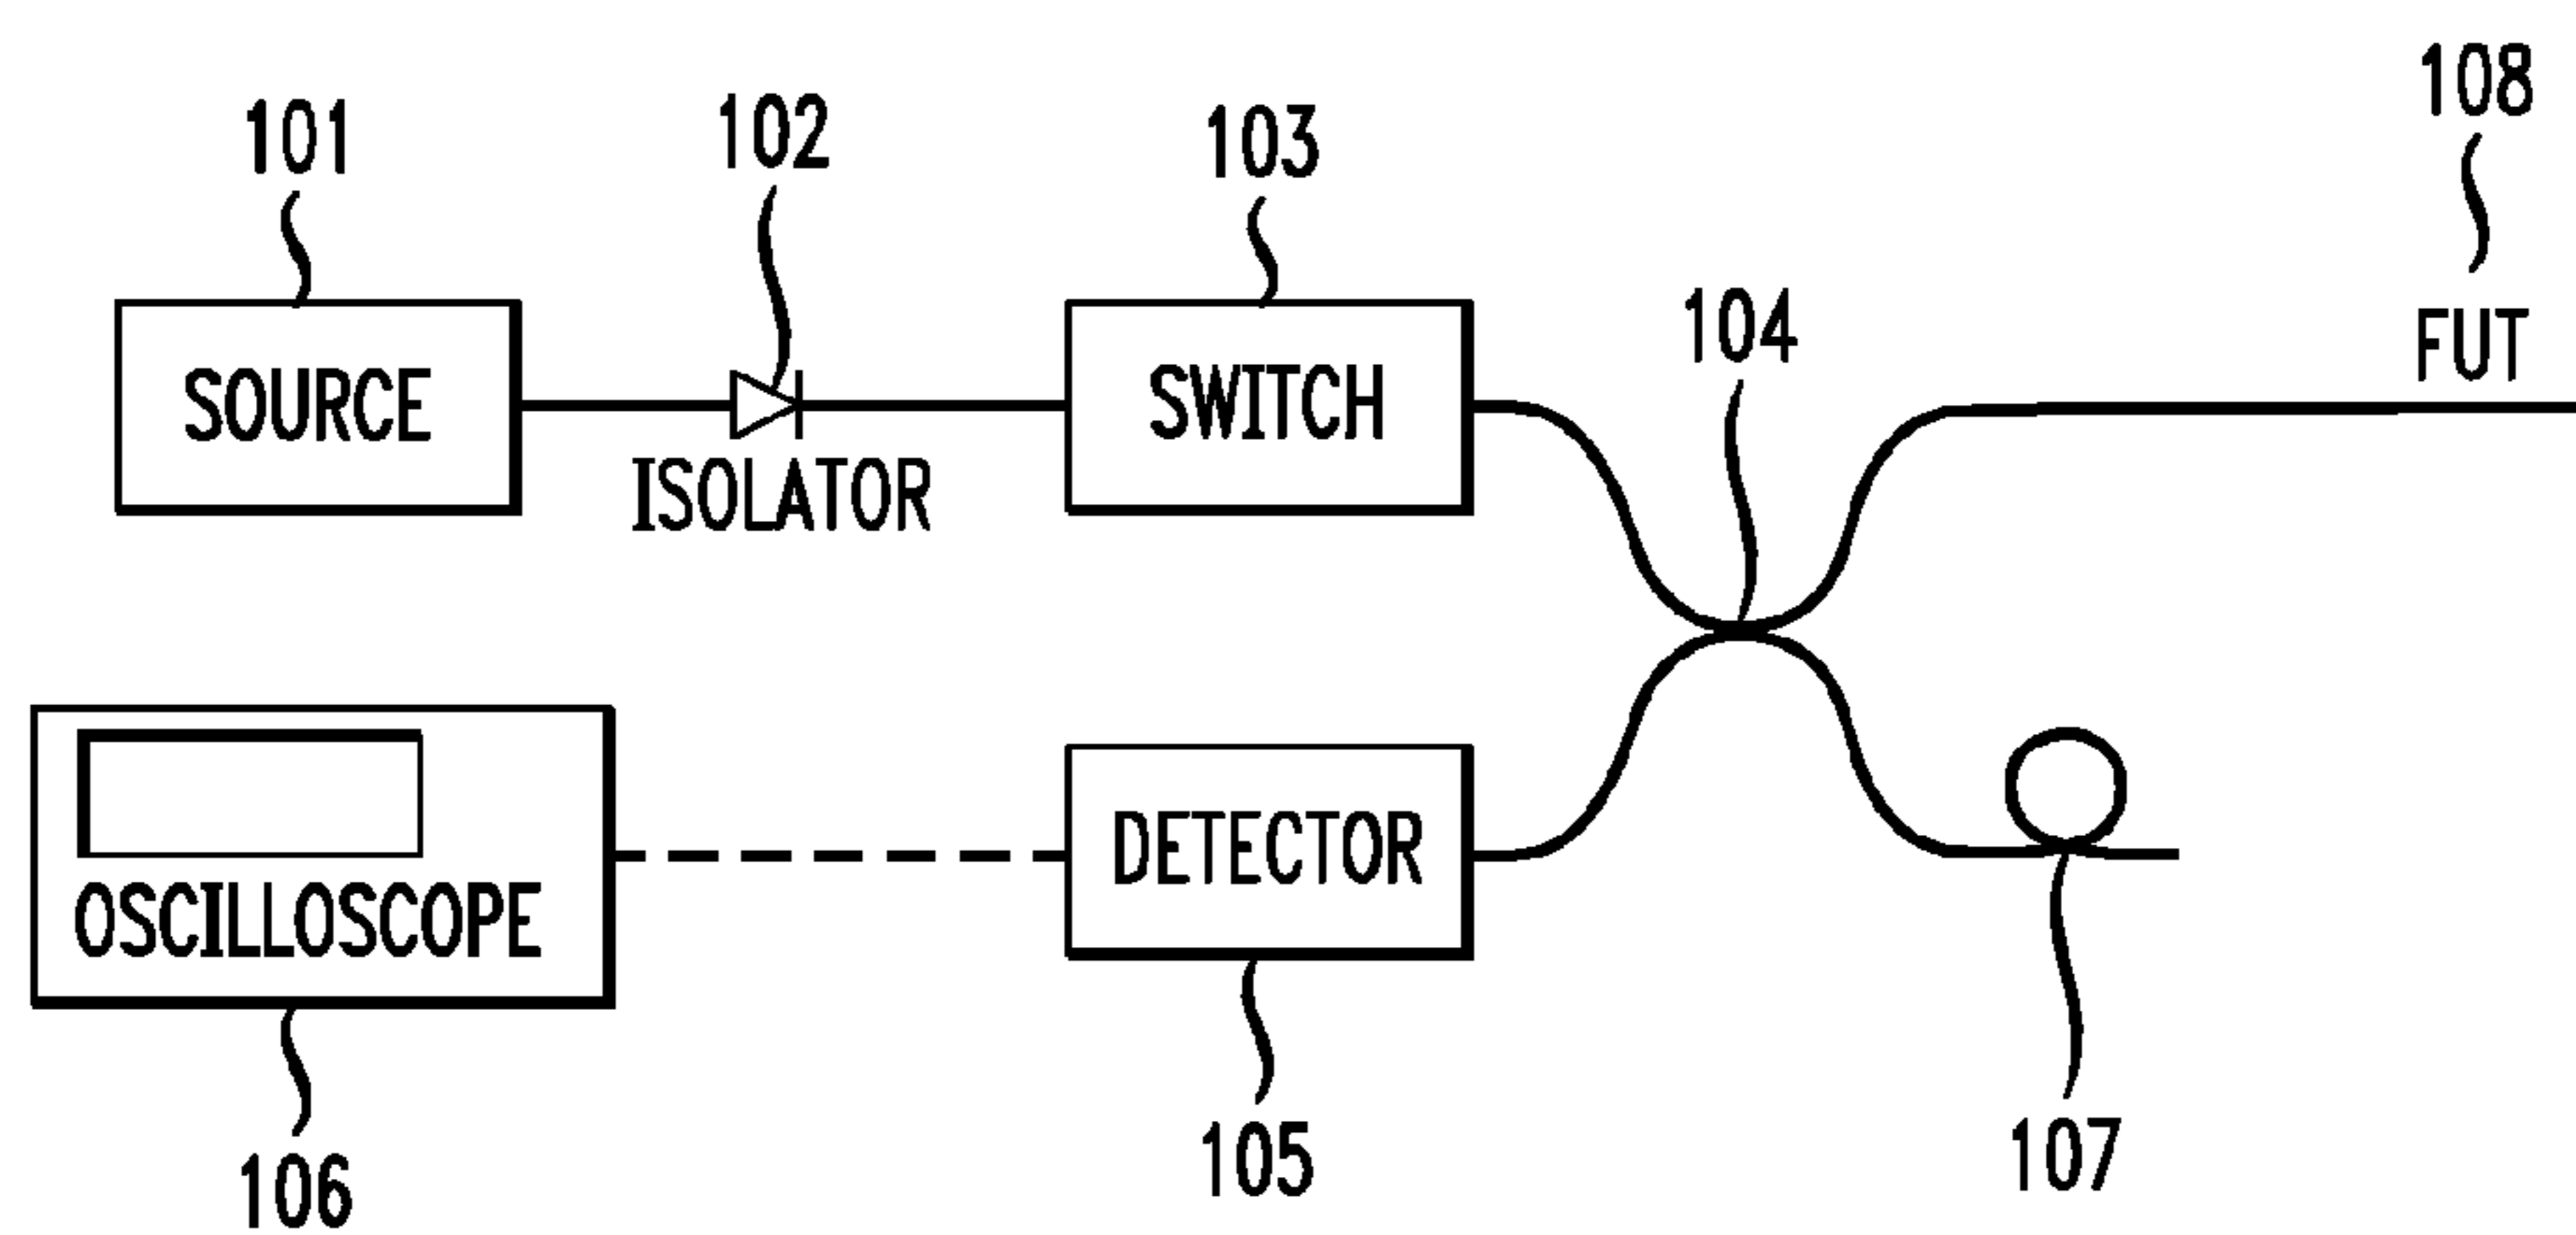 101
102
103
108
SOURCE
ISOLATOR
SWITCH
104
FUT
OSCILLOSCOPE
DETECTOR
106
105
107